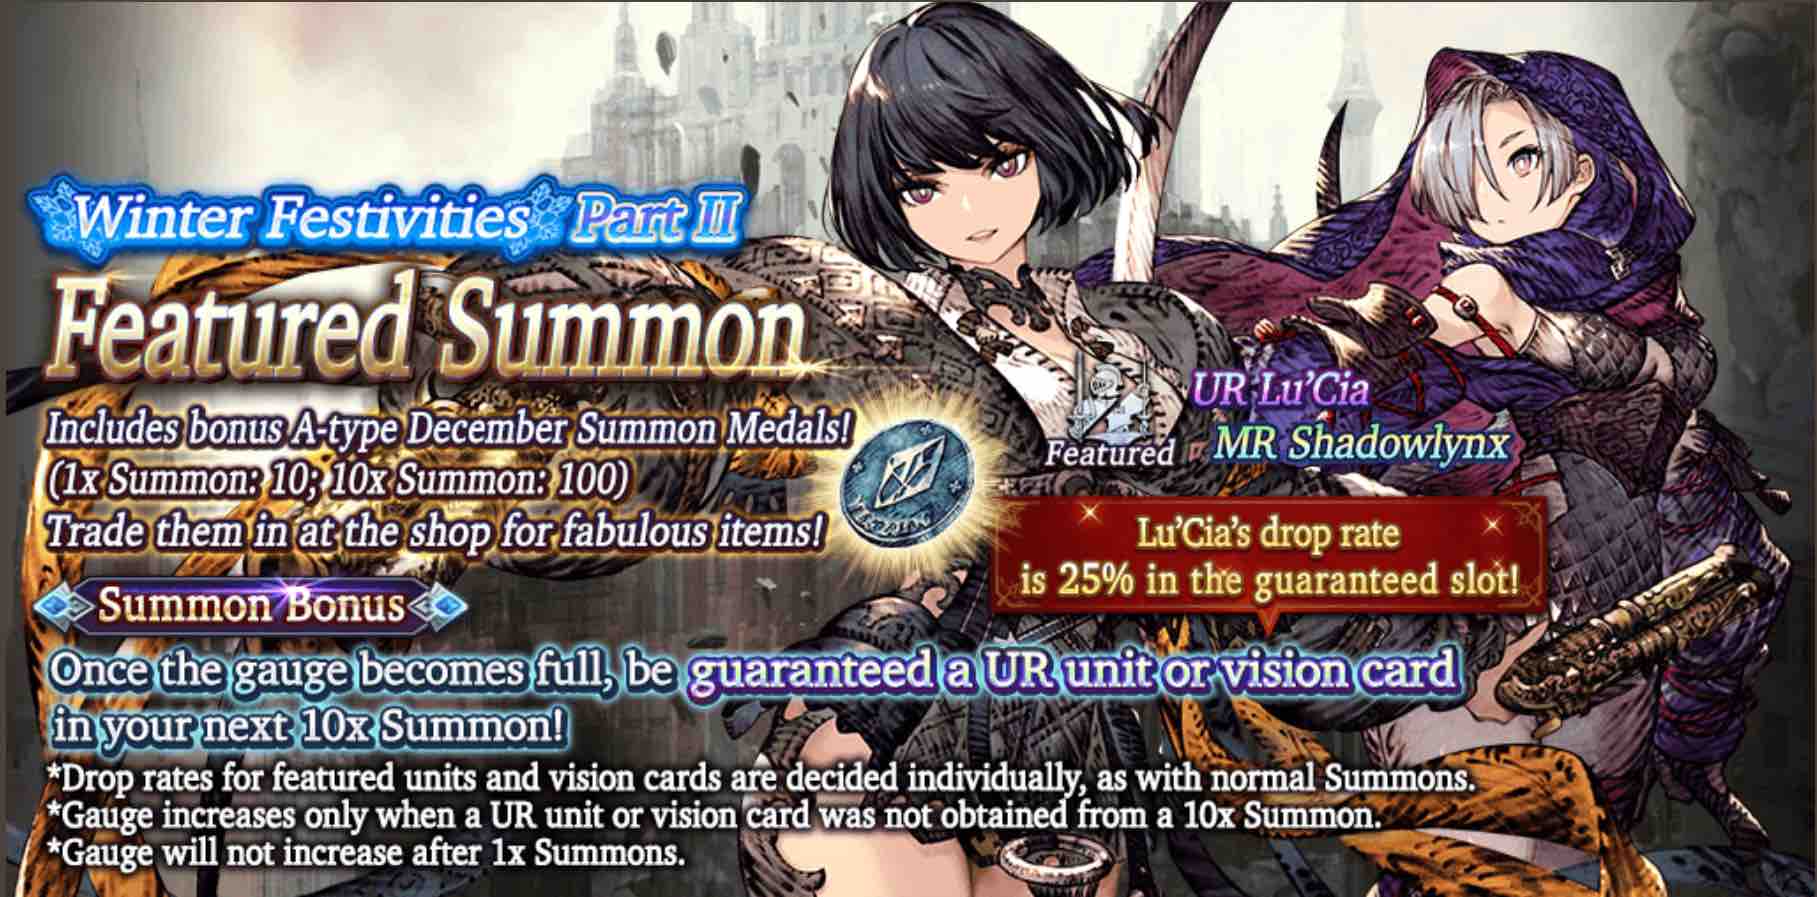 Winter Festivities Part II
Featured Summon
Includes bonus A-type December Summon Medals!
(1x Summon: 10; 10x Summon: 100)
Trade them in at the shop for fabulous items!
Featured
UR Lu'Cia
MR Shadowlynx
Lu'Cia's drop rate
is 25% in the guaranteed slot!
Summon Bonus
Once the gauge becomes full, be guaranteed a UR unit or vision card
in your next 10x Summon!
*Drop rates for featured units and vision cards are decided individually, as with normal Summons.
*Gauge increases only when a UR unit or vision card was not obtained from a 10x Summon.
*Gauge will not increase after 1x Summons.